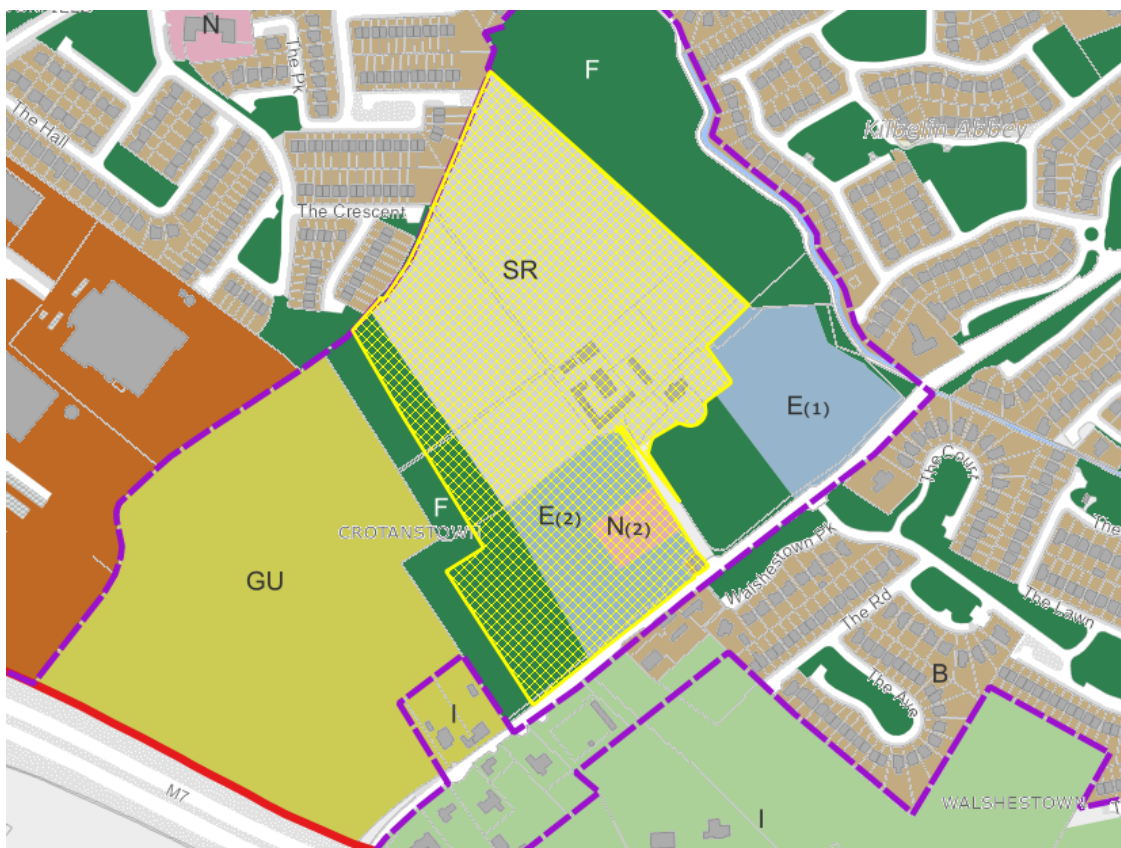 N
The Pk
F
The Hall
Kilbelin Abbey
The Crescent
SR
E(1)
The Court
F
E(2)
N(2)
CROTANSTOWN
GU
Walshestown Pk
The Rd
The Lawn
B
The Ave
I
M7
WALSHESTOWN
I